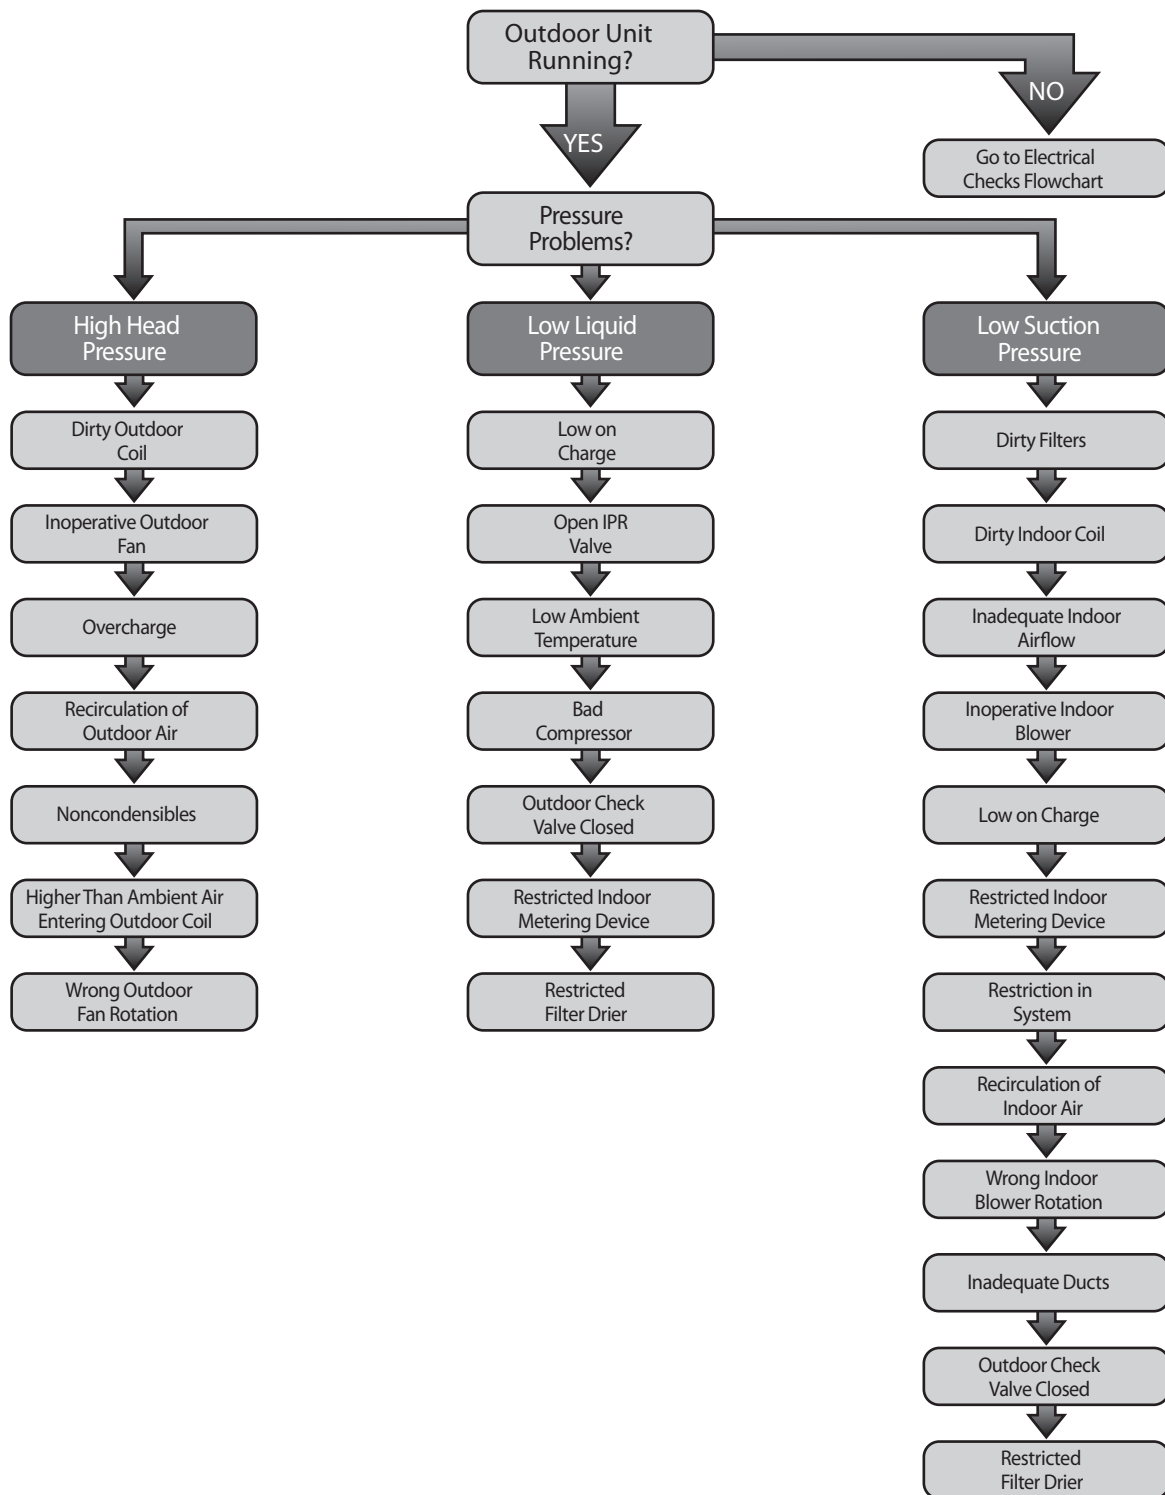 Outdoor Unit
Running?
NO
YES
Go to Electrical
Checks Flowchart
Pressure
Problems?
High Head
Pressure
Dirty Outdoor
Coil
Inoperative Outdoor
Fan
Overcharge
Recirculation of
Outdoor Air
Noncondensibles
Higher Than Ambient Air
Entering Outdoor Coil
Wrong Outdoor
Fan Rotation
Low Liquid
Pressure
Low on
Charge
Open IPR
Valve
Low Ambient
Temperature
Bad
Compressor
Outdoor Check
Valve Closed
Restricted Indoor
Metering Device
Restricted
Filter Drier
Low Suction
Pressure
Dirty Filters
Dirty Indoor Coil
Inadequate Indoor
Airflow
Inoperative Indoor
Blower
Low on Charge
Restricted Indoor
Metering Device
Restriction in
System
Recirculation of
Indoor Air
Wrong Indoor
Blower Rotation
Inadequate Ducts
Outdoor Check
Valve Closed
Restricted
Filter Drier